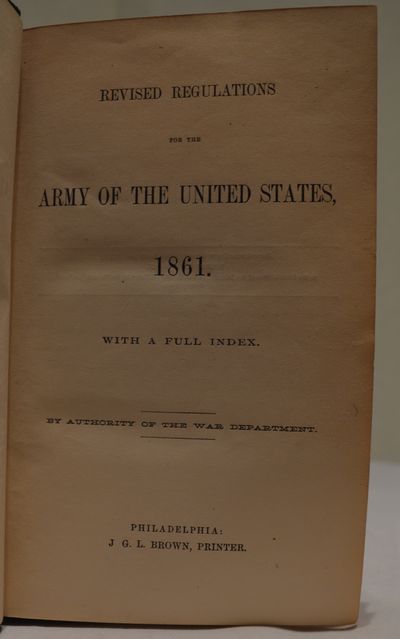 REVISED REGULATIONS
FOR THE
ARMY OF THE UNITED STATES,
1861.
WITH A FULL INDEX.
BY AUTHORITY OF THE WAR DEPARTMENT.
PHILADELPHIA:
J G. L. BROWN, PRINTER.